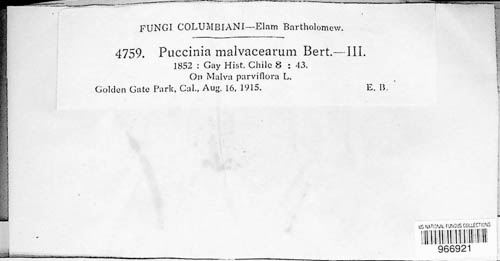 FUNGI COLUMBIANI—Elam Bartholomew.
4759. Puccinia malvacearum Bert.—III.
1852 : Gay Hist. Chile 8 : 43.
On Malva parviflora L.
Golden Gate Park, Cal., Aug. 16, 1915. E. B.
US NATIONAL FUNGUS COLLECTIONS
966921